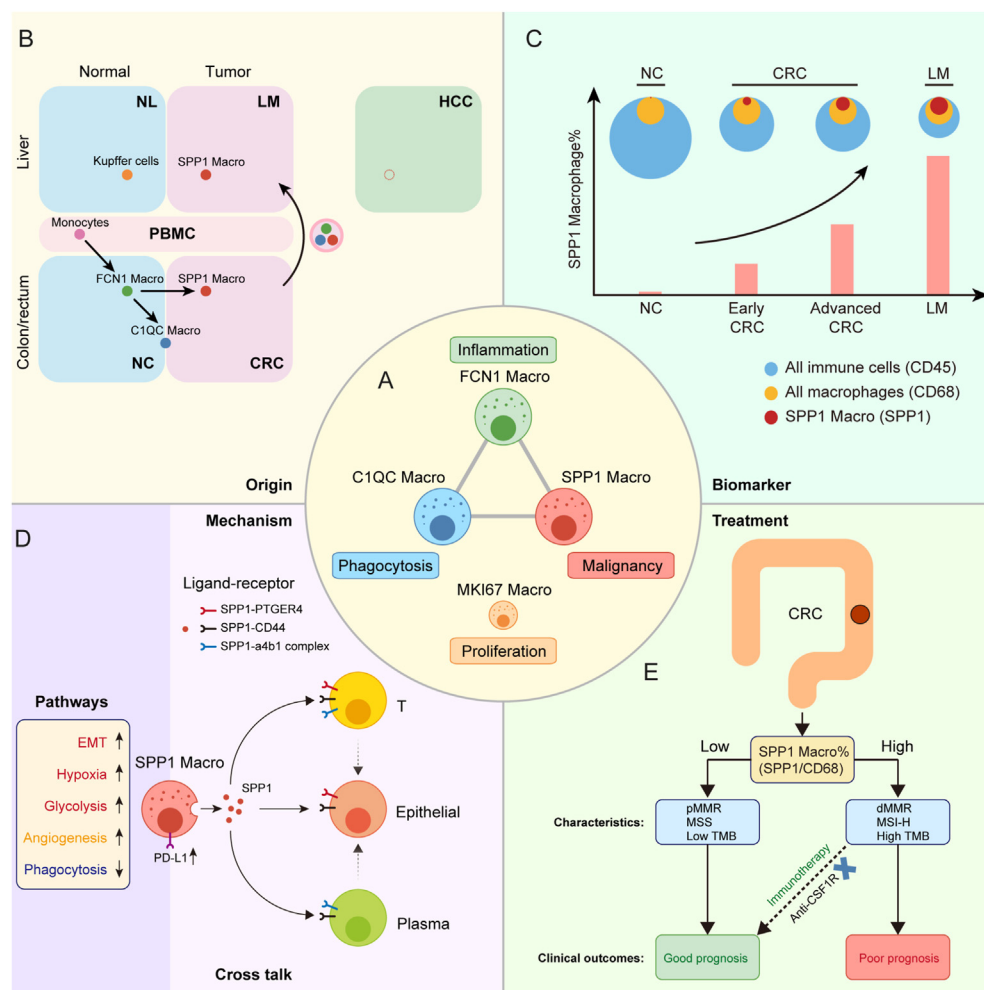 B
Normal
Tumor
NL
LM
HCC
Liver
Kupffer cells
SPP1 Macro
Monocytes
PBMC
FCN1 Macro
SPP1 Macro
C1QC Macro
Colon/rectum
NC
CRC
Origin
C
NC
CRC
LM
SPP1 Macrophage%
NC
Early
CRC
Advanced
CRC
LM
All immune cells (CD45)
All macrophages (CD68)
SPP1 Macro (SPP1)
Biomarker
A
Inflammation
FCN1 Macro
C1QC Macro
SPP1 Macro
Phagocytosis
Malignancy
MKI67 Macro
Proliferation
D
Mechanism
Ligand-receptor
SPP1-PTGER4
SPP1-CD44
SPP1-a4b1 complex
Pathways
EMT
Hypoxia
Glycolysis
Angiogenesis
Phagocytosis
SPP1 Macro
PD-L1
SPP1
T
Epithelial
Plasma
Cross talk
Treatment
CRC
E
Low
SPP1 Macro%
(SPP1/CD68)
High
Characteristics:
pMMR
MSS
Low TMB
dMMR
MSI-H
High TMB
Immunotherapy
Anti-CSF1R
Clinical outcomes:
Good prognosis
Poor prognosis